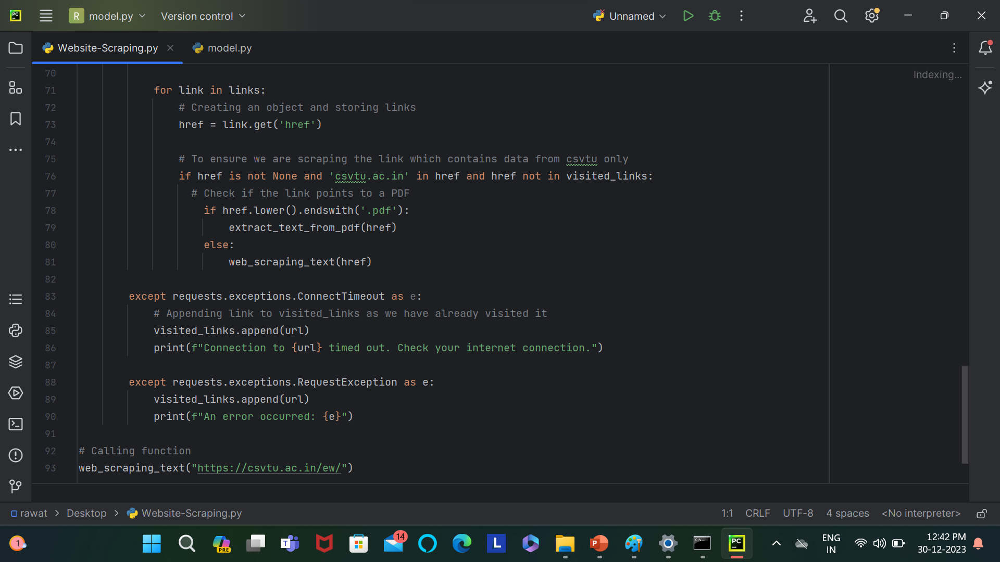 PC
R model.py Version control Unnamed
Website-Scraping.py model.py
Indexing...
70
71 for link in links:
72 # Creating an object and storing links
73 href = link.get('href')
74
75 # To ensure we are scraping the link which contains data from csvtu only
76 if href is not None and 'csvtu.ac.in' in href and href not in visited_links:
77 # Check if the link points to a PDF
78 if href.lower().endswith('.pdf'):
79 extract_text_from_pdf(href)
80 else:
81 web_scraping_text(href)
82
83 except requests.exceptions.ConnectTimeout as e:
84 # Appending link to visited_links as we have already visited it
85 visited_links.append(url)
86 print(f"Connection to {url} timed out. Check your internet connection.")
87
88 except requests.exceptions.RequestException as e:
89 visited_links.append(url)
90 print(f"An error occurred: {e}")
91
92 # Calling function
93 web_scraping_text("https://csvtu.ac.in/ew/")
rawat > Desktop > Website-Scraping.py 1:1 CRLF UTF-8 4 spaces <No interpreter>
1 PRE T 14 L P C:\ PC ENG 12:42 PM
IN 30-12-2023